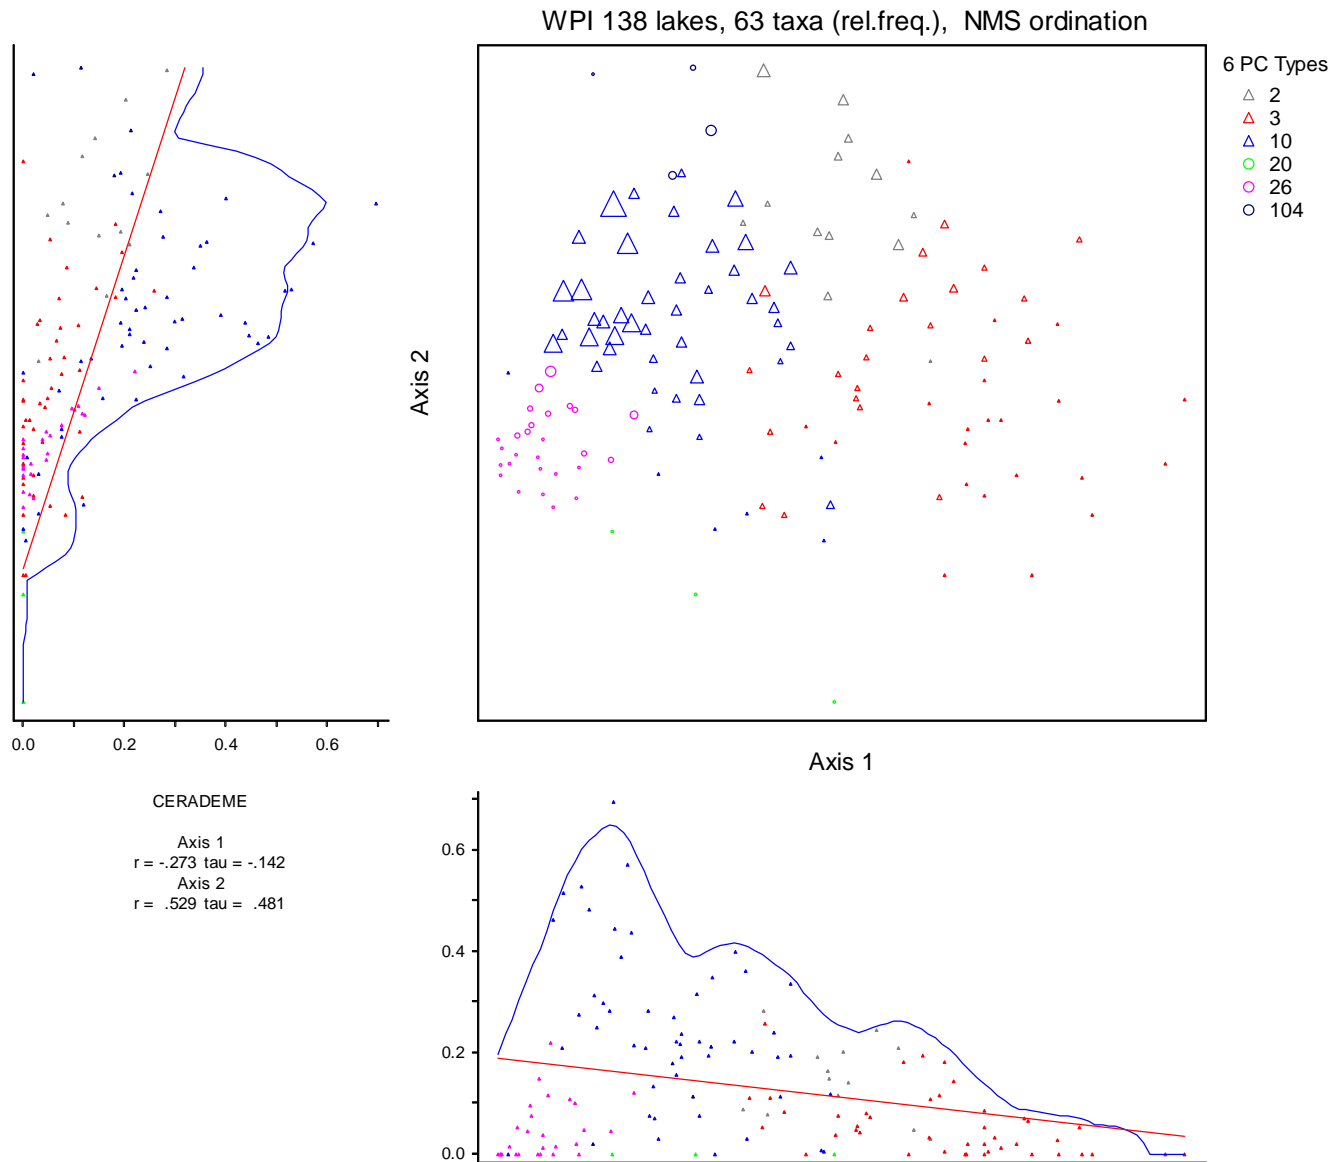 WPI 138 lakes, 63 taxa (rel.freq.), NMS ordination
6 PC Types
2
3
10
20
26
104
Axis 2
0.0 0.2 0.4 0.6
Axis 1
CERADEME
Axis 1
r = -.273 tau = -.142
Axis 2
r = .529 tau = .481
0.6
0.4
0.2
0.0